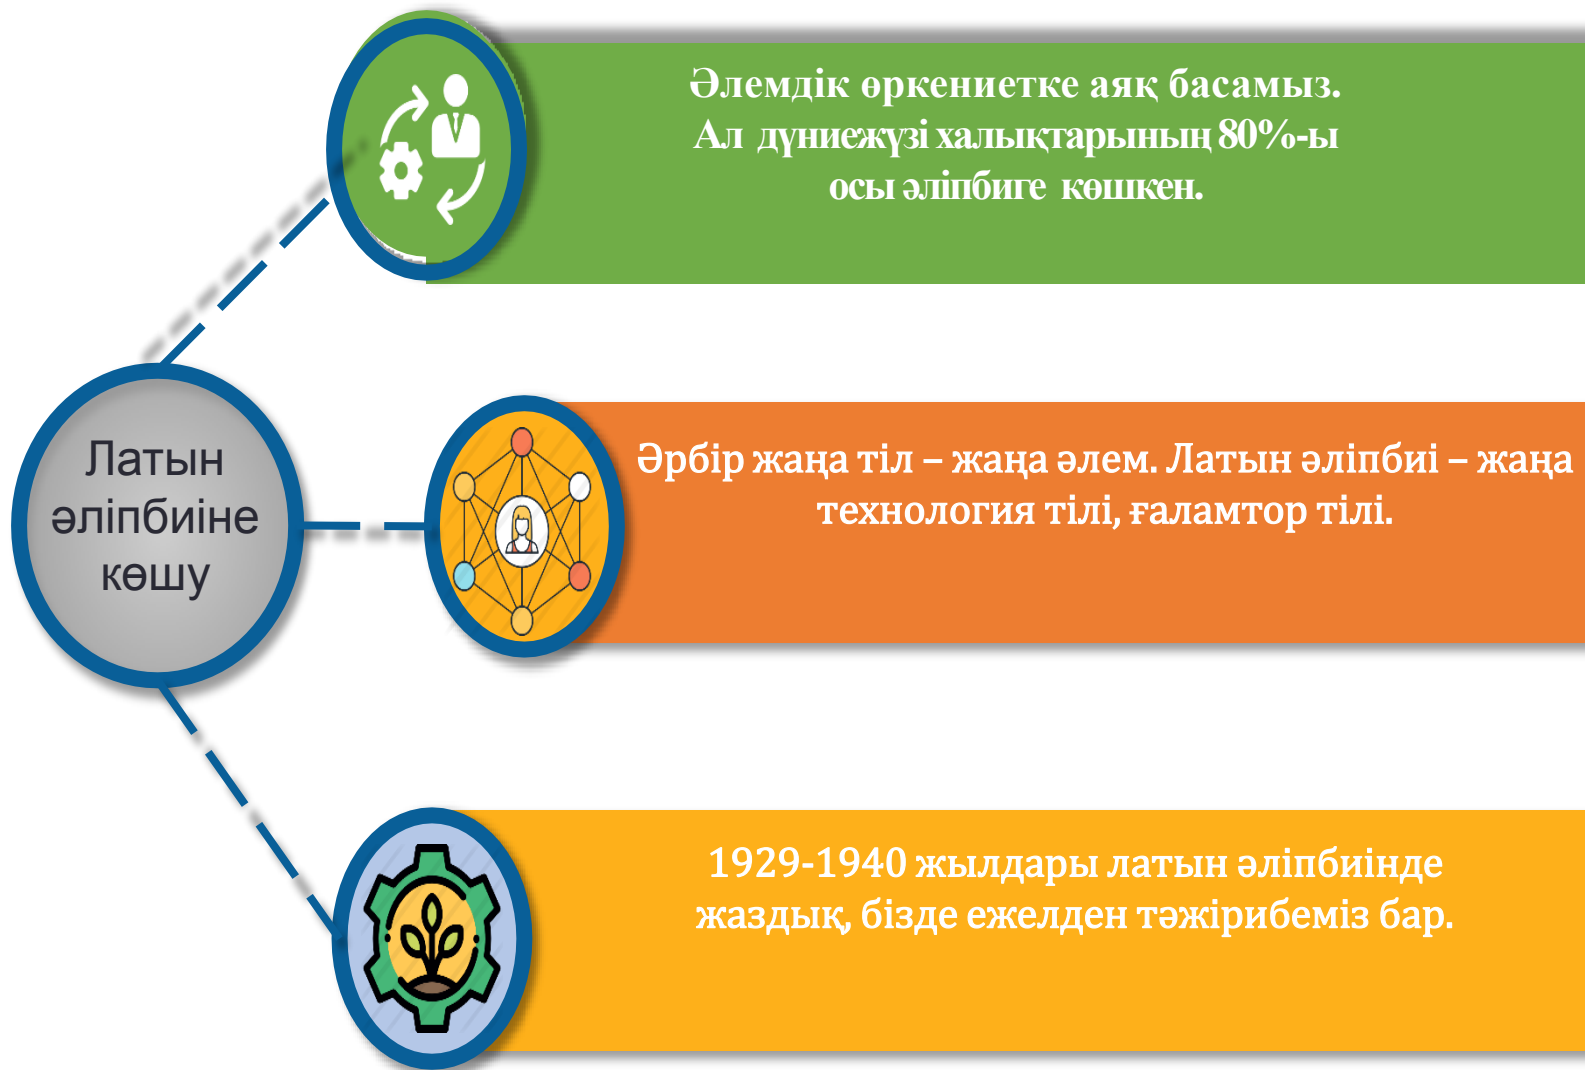 Әлемдік өркениетке аяқ басамыз.
Ал дүниежүзі халықтарының 80%-ы
осы әліпбиге көшкен.
Латын
әліпбиіне
көшу
Әрбір жаңа тіл – жаңа әлем. Латын әліпбиі – жаңа
технология тілі, ғаламтор тілі.
1929-1940 жылдары латын әліпбиінде
жаздық, бізде ежелден тәжірибеміз бар.